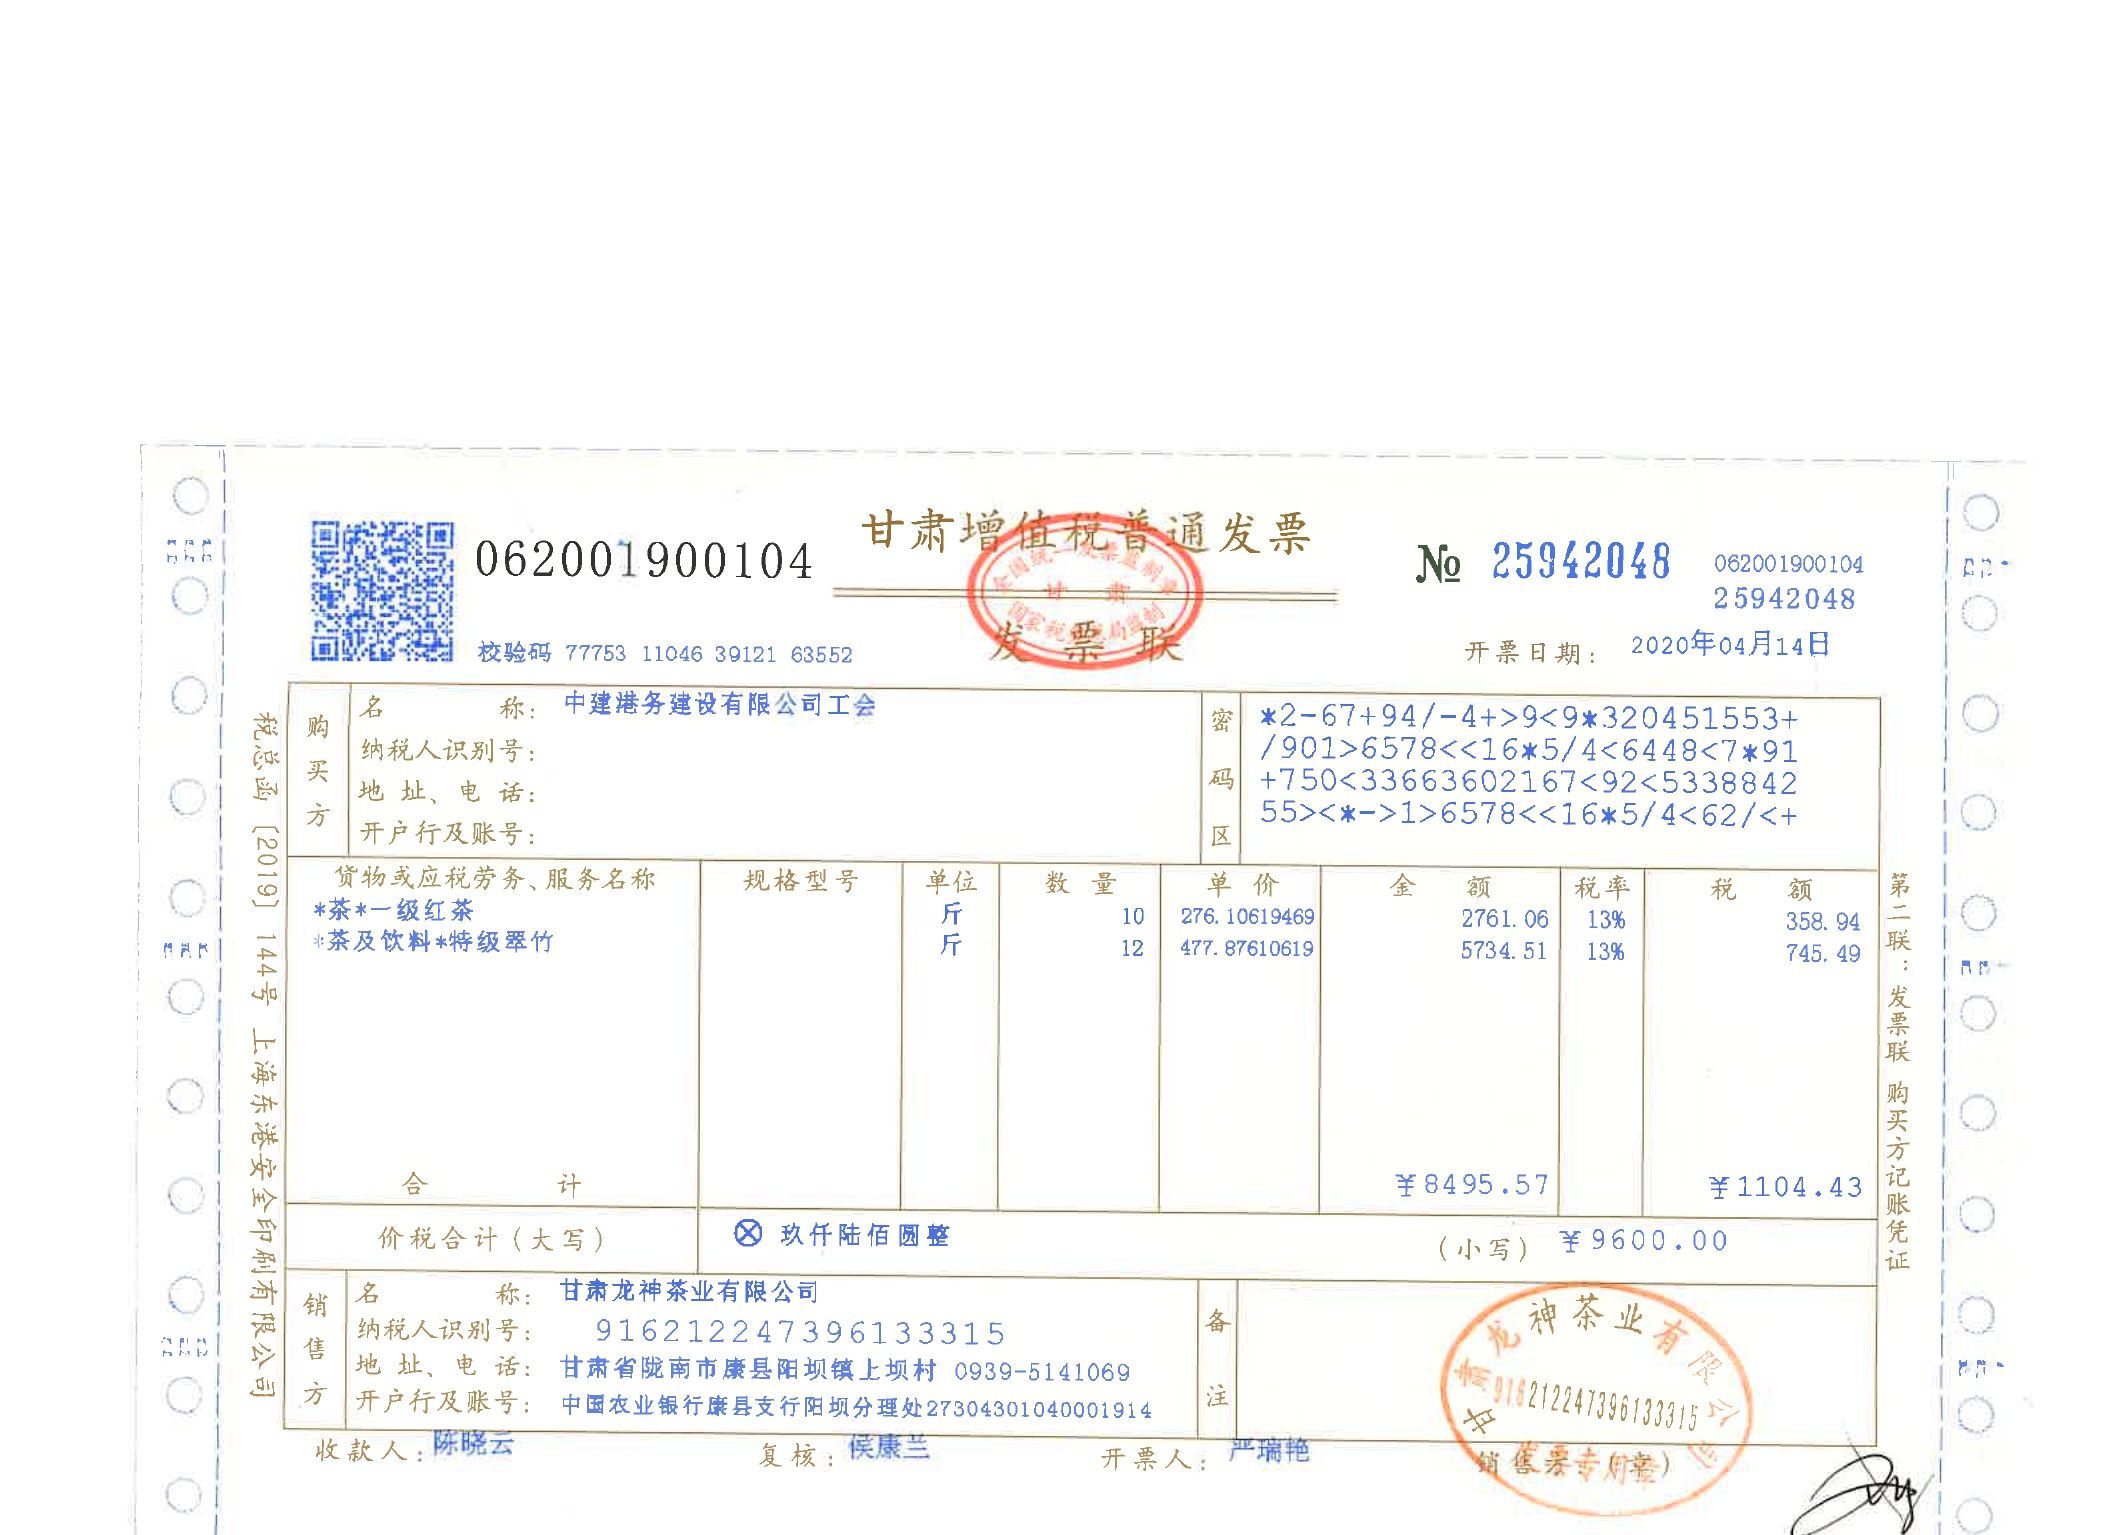 甘肃增值税普通发票
发票联
全国统一发票监制章
甘肃
062001900104
校验码 77753 11046 39121 63552
№ 25942048
062001900104
25942048
开票日期: 2020年04月14日
购买方
名称: 中建港务建设有限公司工会
纳税人识别号:
地址、电话:
开户行及账号:
密码区
*2-67+94/-4+>9<9*320451553+
/901>6578<<16*5/4<6448<7*91
+750<33663602167<92<5338842
55><*->1>6578<<16*5/4<62/<+
货物或应税劳务、服务名称 规格型号 单位 数量 单价 金额 税率 税额
*茶*一级红茶 斤 10 276.10619469 2761.06 13% 358.94
*茶及饮料*特级翠竹 斤 12 477.87610619 5734.51 13% 745.49
合计 ¥8495.57 ¥1104.43
价税合计(大写) ⊗ 玖仟陆佰圆整 (小写) ¥9600.00
销售方
名称: 甘肃龙神茶业有限公司
纳税人识别号: 916212247396133315
地址、电话: 甘肃省陇南市康县阳坝镇上坝村 0939-5141069
开户行及账号: 中国农业银行康县支行阳坝分理处27304301040001914
备注
甘肃龙神茶业有限公司
916212247396133315
发票专用章
收款人: 陈晓云 复核: 侯康兰 开票人: 严瑞艳 销售方:(章)
税总函〔2019〕144号 上海东港安全印刷有限公司
第二联:发票联 购买方记账凭证